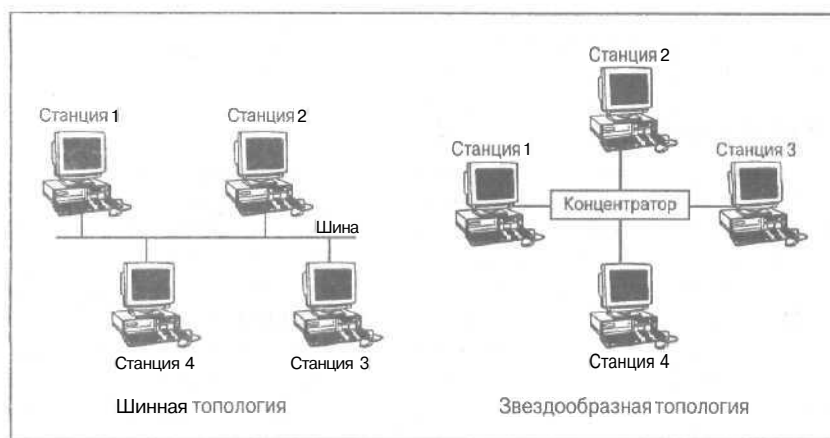 Станция 1
Станция 2
Шина
Станция 4
Станция 3
Шинная топология
Станция 2
Станция 1
Станция 3
Концентратор
Станция 4
Звездообразная топология